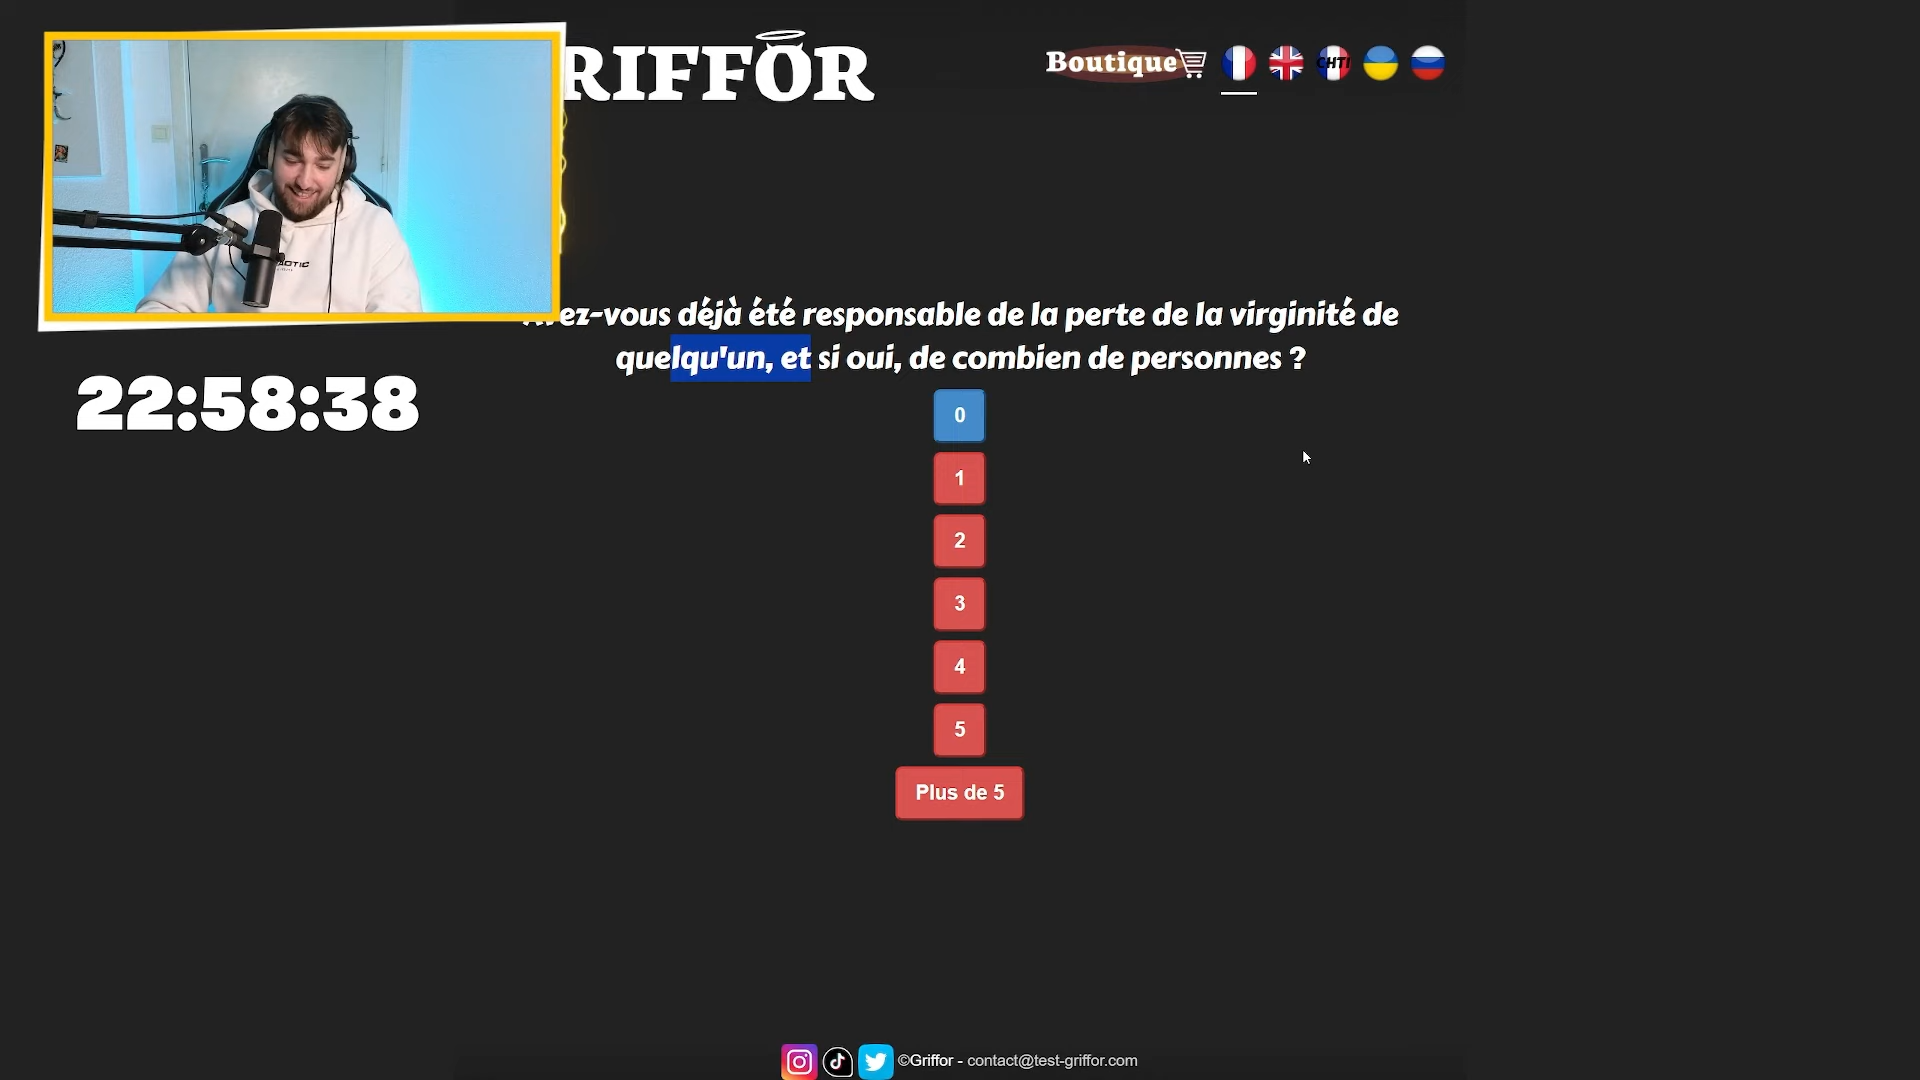 RIFFOR
Boutique
CHTI
ez-vous déjà été responsable de la perte de la virginité de
quelqu'un, et si oui, de combien de personnes ?
22:58:38
0
1
2
3
4
5
Plus de 5
©Griffor - contact@test-griffor.com